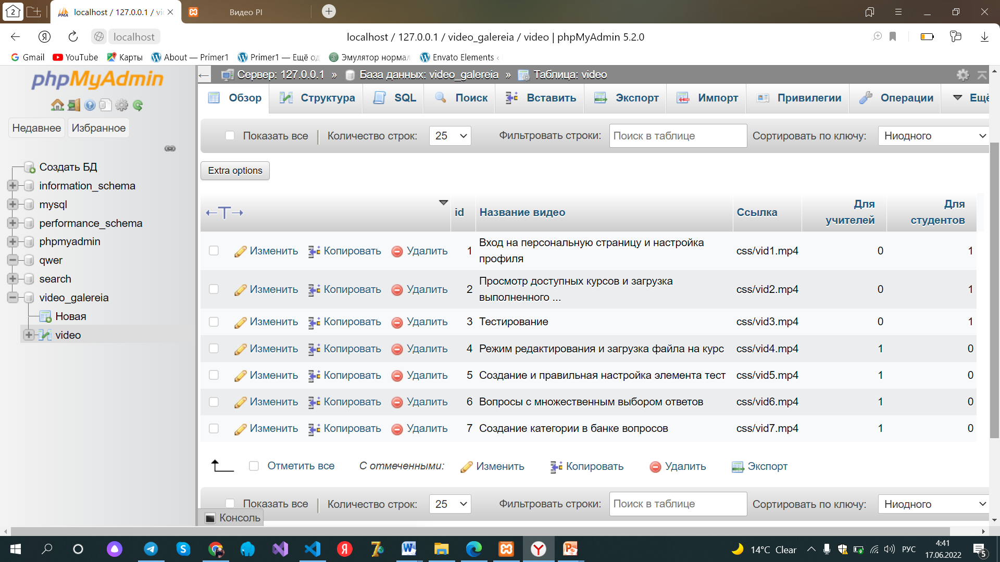 2
localhost / 127.0.0.1 / vi
Видео PI
localhost
localhost / 127.0.0.1 / video_galereia / video | phpMyAdmin 5.2.0
Gmail YouTube Карты About — Primer1 Primer1 — Ещё од Эмулятор нормал Envato Elements ‹
phpMyAdmin
Недавнее Избранное
Создать БД
information_schema
mysql
performance_schema
phpmyadmin
qwer
search
video_galereia
Новая
video
Сервер: 127.0.0.1 » База данных: video_galereia » Таблица: video
Обзор Структура SQL Поиск Вставить Экспорт Импорт Привилегии Операции Ещё
Показать все | Количество строк: 25 Фильтровать строки: Поиск в таблице Сортировать по ключу: Ниодного
Extra options
←T→ id Название видео Ссылка Для учителей Для студентов
Изменить Копировать Удалить 1 Вход на персональную страницу и настройка css/vid1.mp4 0 1
профиля
Изменить Копировать Удалить 2 Просмотр доступных курсов и загрузка css/vid2.mp4 0 1
выполненного ...
Изменить Копировать Удалить 3 Тестирование css/vid3.mp4 0 1
Изменить Копировать Удалить 4 Режим редактирования и загрузка файла на курс css/vid4.mp4 1 0
Изменить Копировать Удалить 5 Создание и правильная настройка элемента тест css/vid5.mp4 1 0
Изменить Копировать Удалить 6 Вопросы с множественным выбором ответов css/vid6.mp4 1 0
Изменить Копировать Удалить 7 Создание категории в банке вопросов css/vid7.mp4 1 0
Отметить все С отмеченными: Изменить Копировать Удалить Экспорт
Показать все | Количество строк: 25 Фильтровать строки: Поиск в таблице Сортировать по ключу: Ниодного
Консоль
14°C Clear РУС 4:41
17.06.2022
5